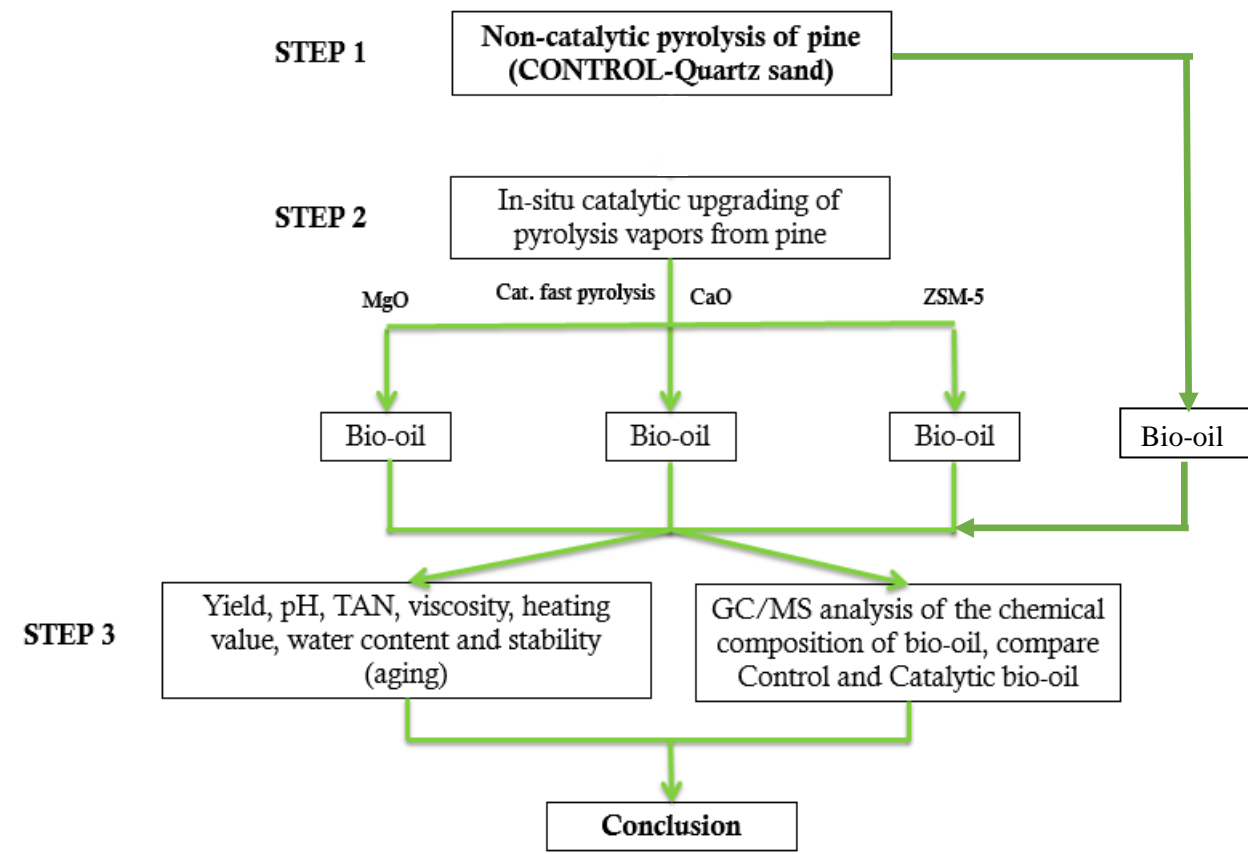 STEP 1
Non-catalytic pyrolysis of pine
(CONTROL-Quartz sand)
STEP 2
In-situ catalytic upgrading of
pyrolysis vapors from pine
MgO
Cat. fast pyrolysis
CaO
ZSM-5
Bio-oil
Bio-oil
Bio-oil
Bio-oil
STEP 3
Yield, pH, TAN, viscosity, heating
value, water content and stability
(aging)
GC/MS analysis of the chemical
composition of bio-oil, compare
Control and Catalytic bio-oil
Conclusion